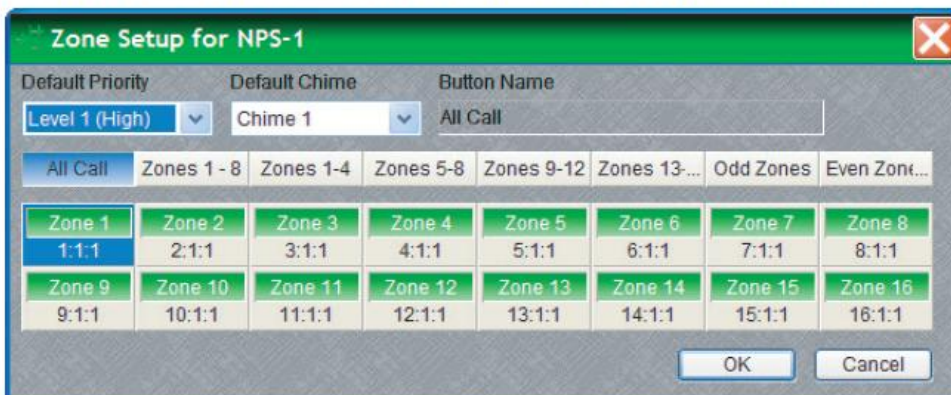 Zone Setup for NPS-1
Default Priority Default Chime Button Name
Level 1 (High) Chime 1 All Call
All Call Zones 1 - 8 Zones 1-4 Zones 5-8 Zones 9-12 Zones 13-... Odd Zones Even Zone...
Zone 1 Zone 2 Zone 3 Zone 4 Zone 5 Zone 6 Zone 7 Zone 8
1:1:1 2:1:1 3:1:1 4:1:1 5:1:1 6:1:1 7:1:1 8:1:1
Zone 9 Zone 10 Zone 11 Zone 12 Zone 13 Zone 14 Zone 15 Zone 16
9:1:1 10:1:1 11:1:1 12:1:1 13:1:1 14:1:1 15:1:1 16:1:1
OK Cancel